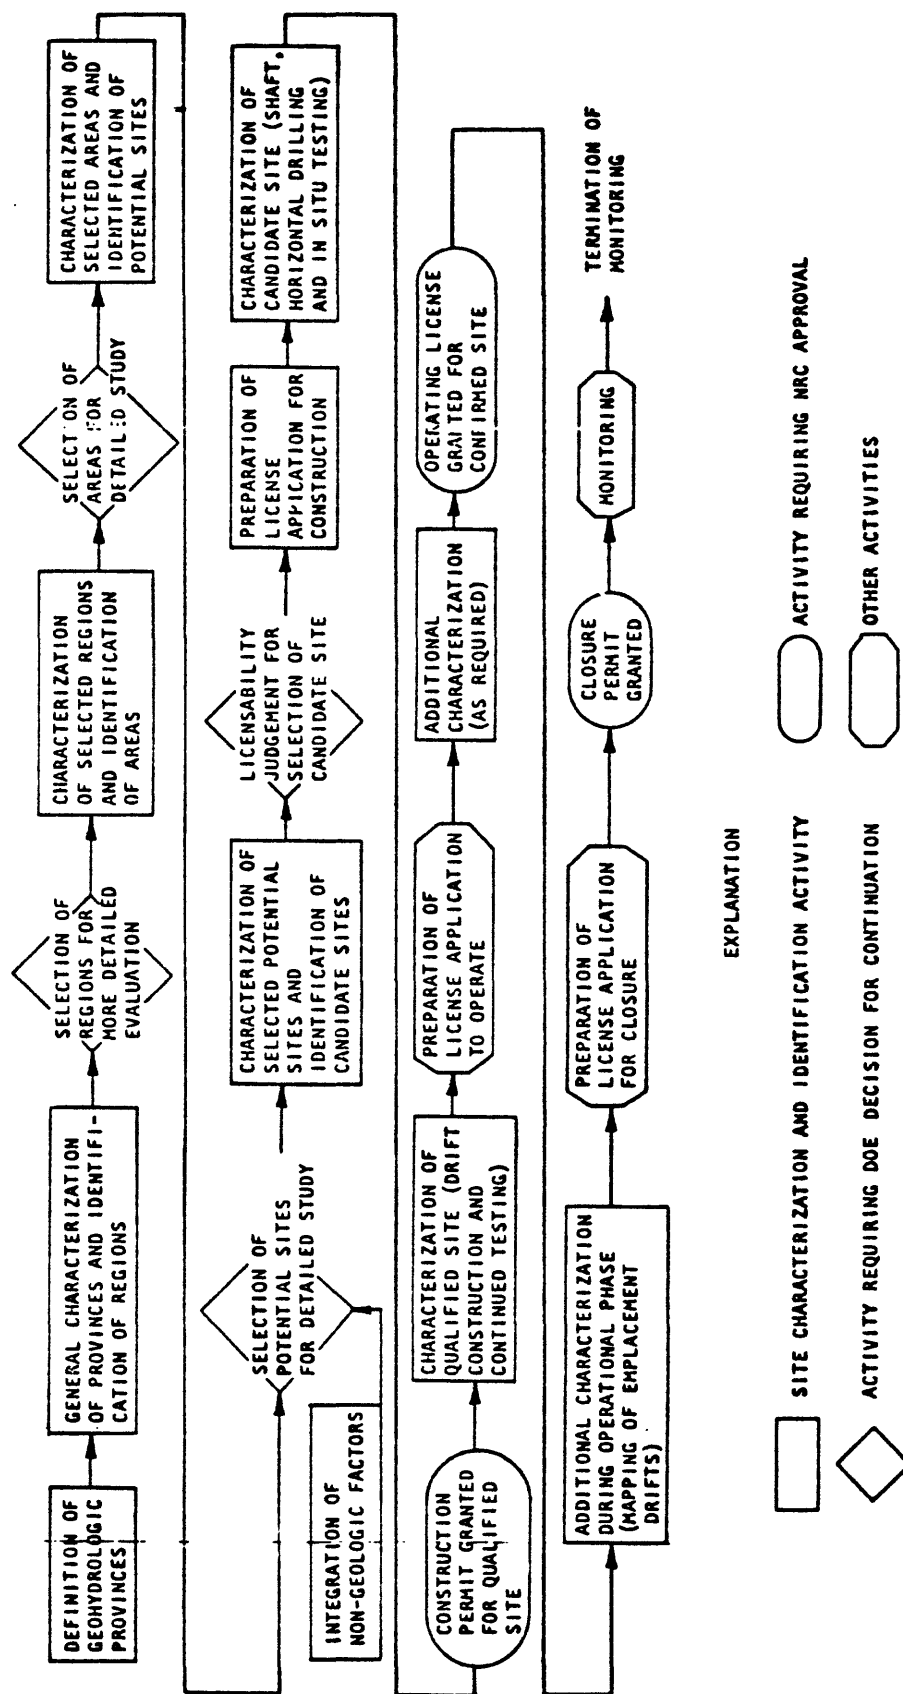 DEFINITION OF
GEOHYDROLOGIC
PROVINCES
GENERAL CHARACTERIZATION
OF PROVINCES AND IDENTIFI-
CATION OF REGIONS
SELECTION OF
REGIONS FOR
MORE DETAILED
EVALUATION
CHARACTERIZATION
OF SELECTED REGIONS
AND IDENTIFICATION
OF AREAS
SELECTION OF
AREAS FOR
DETAILED STUDY
CHARACTERIZATION OF
SELECTED AREAS AND
IDENTIFICATION OF
POTENTIAL SITES
INTEGRATION OF
NON-GEOLOGIC FACTORS
SELECTION OF
POTENTIAL SITES
FOR DETAILED STUDY
CHARACTERIZATION OF
SELECTED POTENTIAL
SITES AND
IDENTIFICATION OF
CANDIDATE SITES
LICENSABILITY
JUDGEMENT FOR
SELECTION OF
CANDIDATE SITE
PREPARATION OF
LICENSE
APPLICATION FOR
CONSTRUCTION
CHARACTERIZATION OF
CANDIDATE SITE (SHAFT,
HORIZONTAL DRILLING
AND IN SITU TESTING)
CONSTRUCTION
PERMIT GRANTED
FOR QUALIFIED
SITE
CHARACTERIZATION OF
QUALIFIED SITE (DRIFT
CONSTRUCTION AND
CONTINUED TESTING)
PREPARATION OF
LICENSE APPLICATION
TO OPERATE
ADDITIONAL
CHARACTERIZATION
(AS REQUIRED)
OPERATING LICENSE
GRANTED FOR
CONFIRMED SITE
ADDITIONAL CHARACTERIZATION
DURING OPERATIONAL PHASE
(MAPPING OF EMPLACEMENT
DRIFTS)
PREPARATION OF
LICENSE APPLICATION
FOR CLOSURE
CLOSURE
PERMIT
GRANTED
MONITORING
TERMINATION OF
MONITORING
EXPLANATION
SITE CHARACTERIZATION AND IDENTIFICATION ACTIVITY
ACTIVITY REQUIRING NRC APPROVAL
ACTIVITY REQUIRING DOE DECISION FOR CONTINUATION
OTHER ACTIVITIES